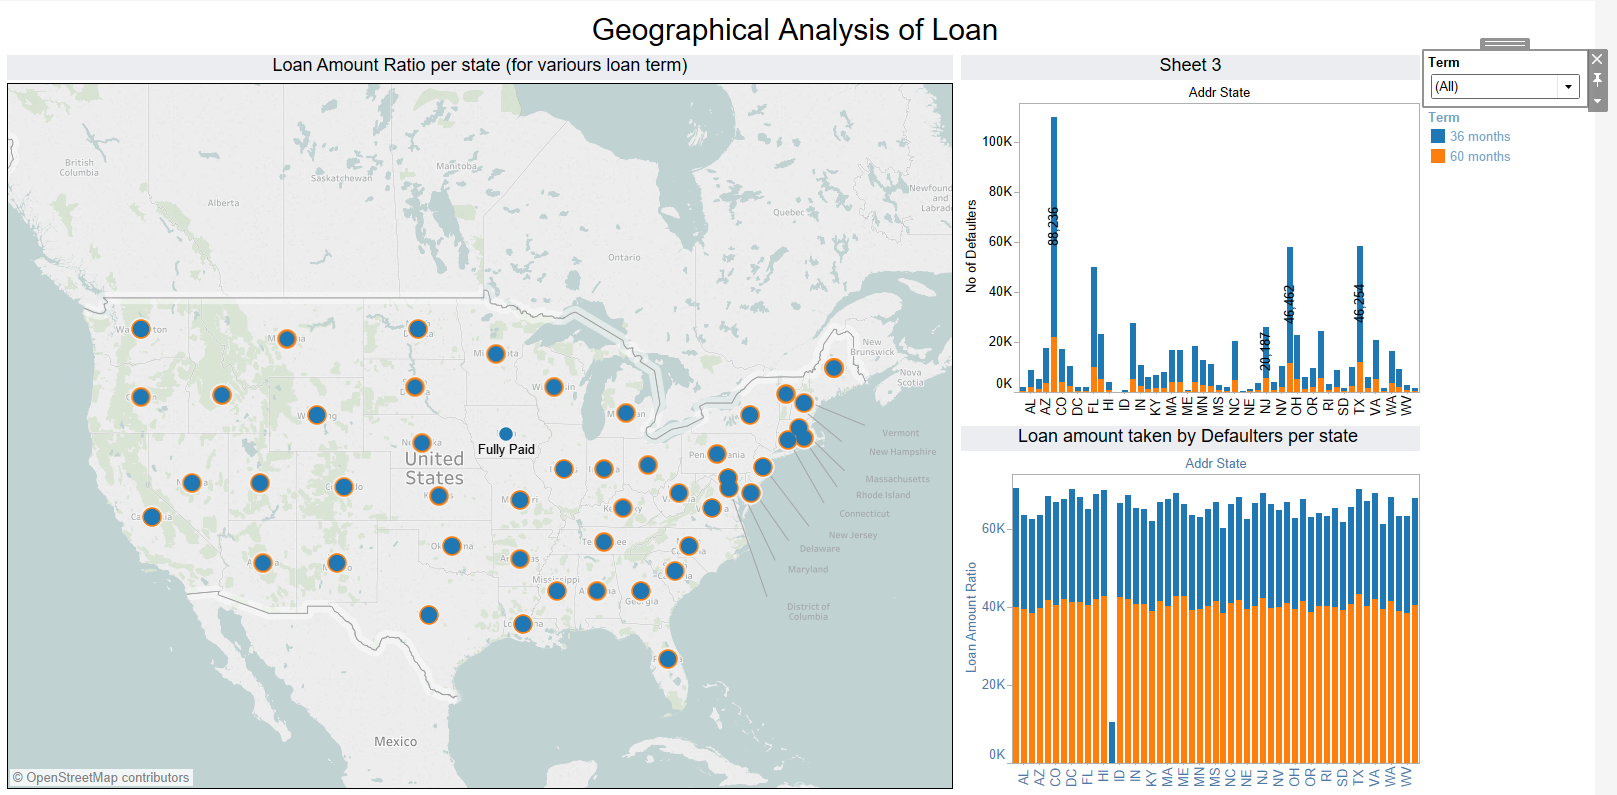 Geographical Analysis of Loan
Loan Amount Ratio per state (for variours loan term)
British
Columbia
Alberta
Saskatchewan
Manitoba
Ontario
Quebec
Newfoun
and
Labrad
New
Brunswick
Nova
Scotia
Fully Paid
United
States
Vermont
New Hampshire
Massachusetts
Rhode Island
Connecticut
New Jersey
Delaware
Maryland
District of
Columbia
Mississippi
Georgia
Mexico
© OpenStreetMap contributors
Sheet 3
Addr State
No of Defaulters
100K
80K
60K
40K
20K
0K
88,236
20,187
46,462
46,254
AL AZ CO DC FL HI ID IN KY MA ME MN MS NC NE NJ NV OH OR RI SD TX VA WA WV
Loan amount taken by Defaulters per state
Addr State
Loan Amount Ratio
60K
40K
20K
0K
AL AZ CO DC FL HI ID IN KY MA ME MN MS NC NE NJ NV OH OR RI SD TX VA WA WV
Term
(All)
Term
36 months
60 months